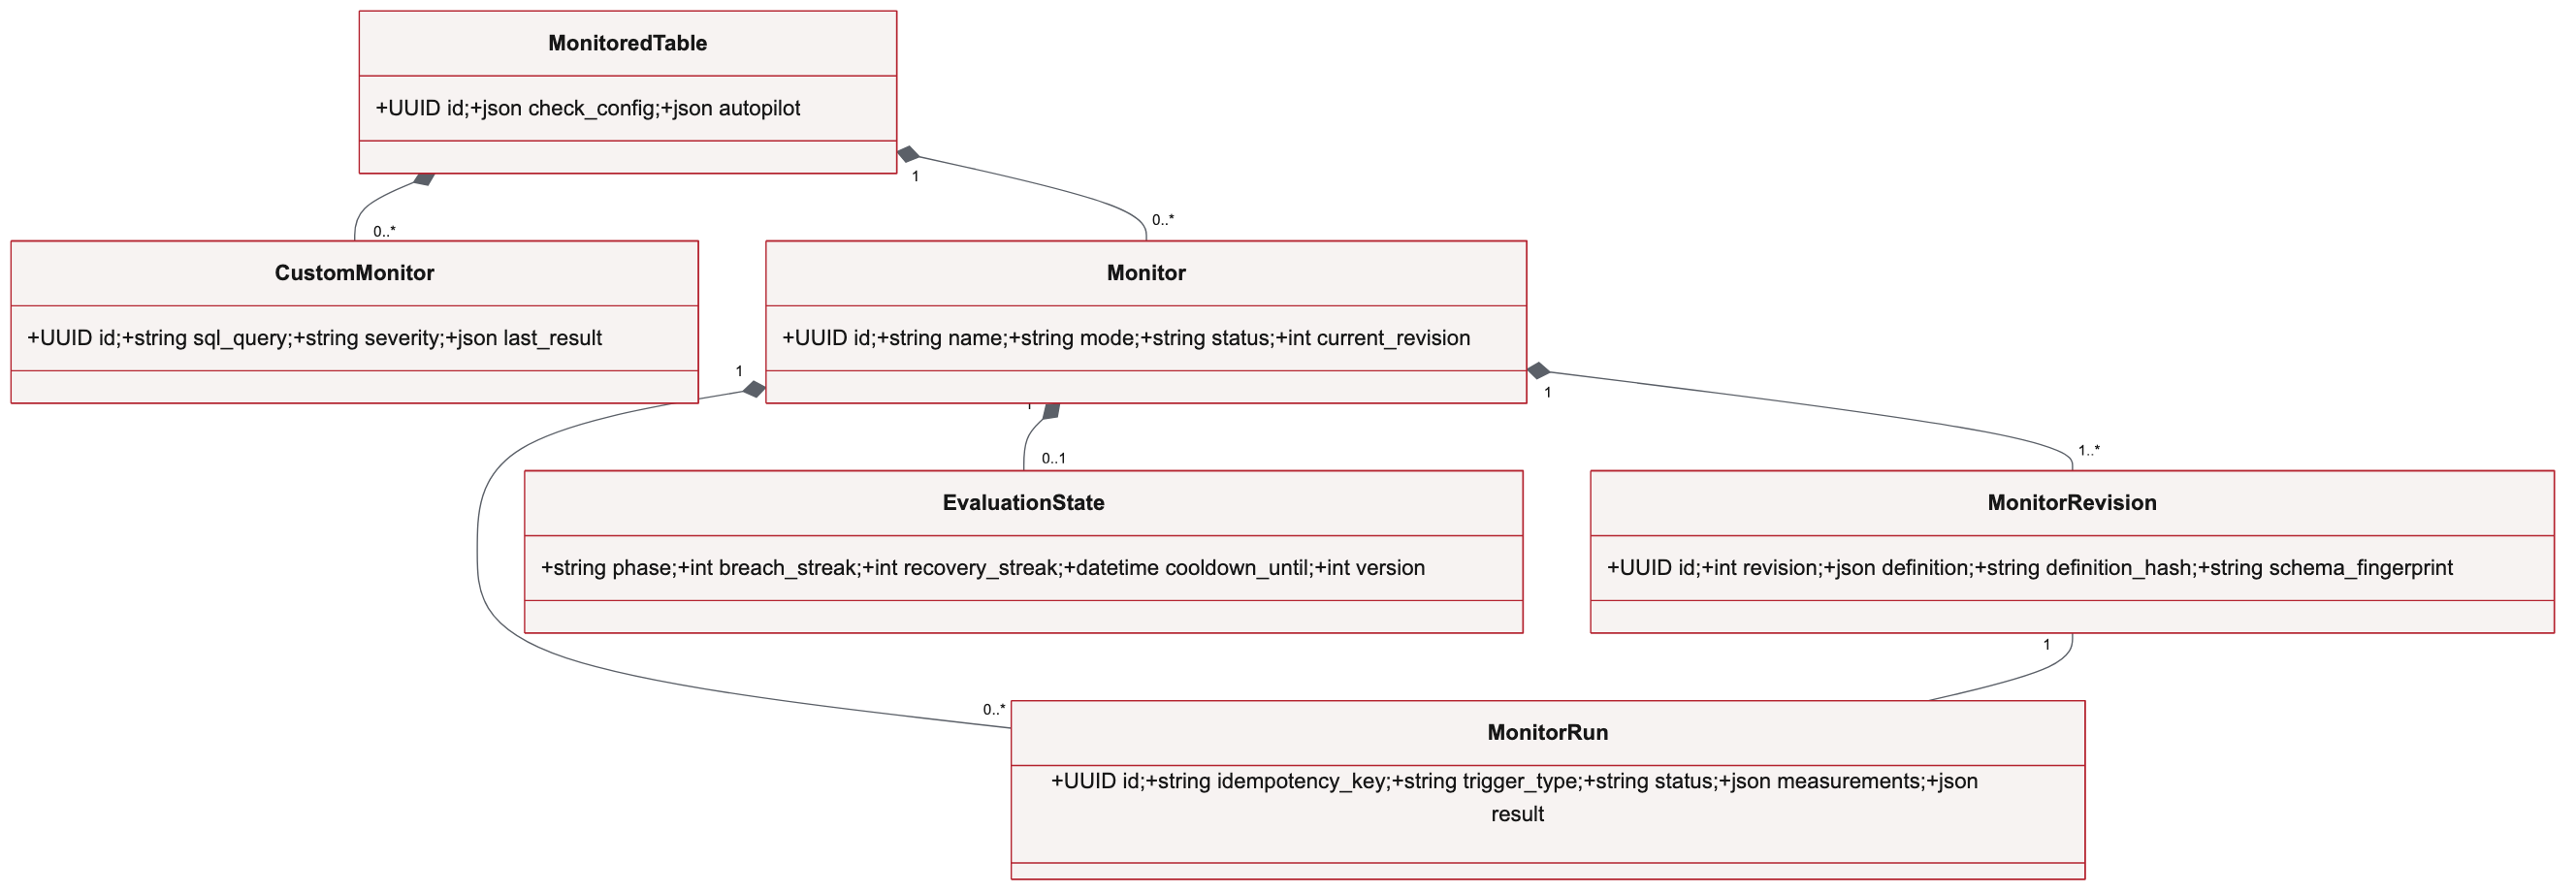 MonitoredTable
+UUID id;+json check_config;+json autopilot
1
0..*
0..*
CustomMonitor
+UUID id;+string sql_query;+string severity;+json last_result
Monitor
+UUID id;+string name;+string mode;+string status;+int current_revision
1
1
0..1
1..*
EvaluationState
+string phase;+int breach_streak;+int recovery_streak;+datetime cooldown_until;+int version
MonitorRevision
+UUID id;+int revision;+json definition;+string definition_hash;+string schema_fingerprint
1
0..*
MonitorRun
+UUID id;+string idempotency_key;+string trigger_type;+string status;+json measurements;+json
result